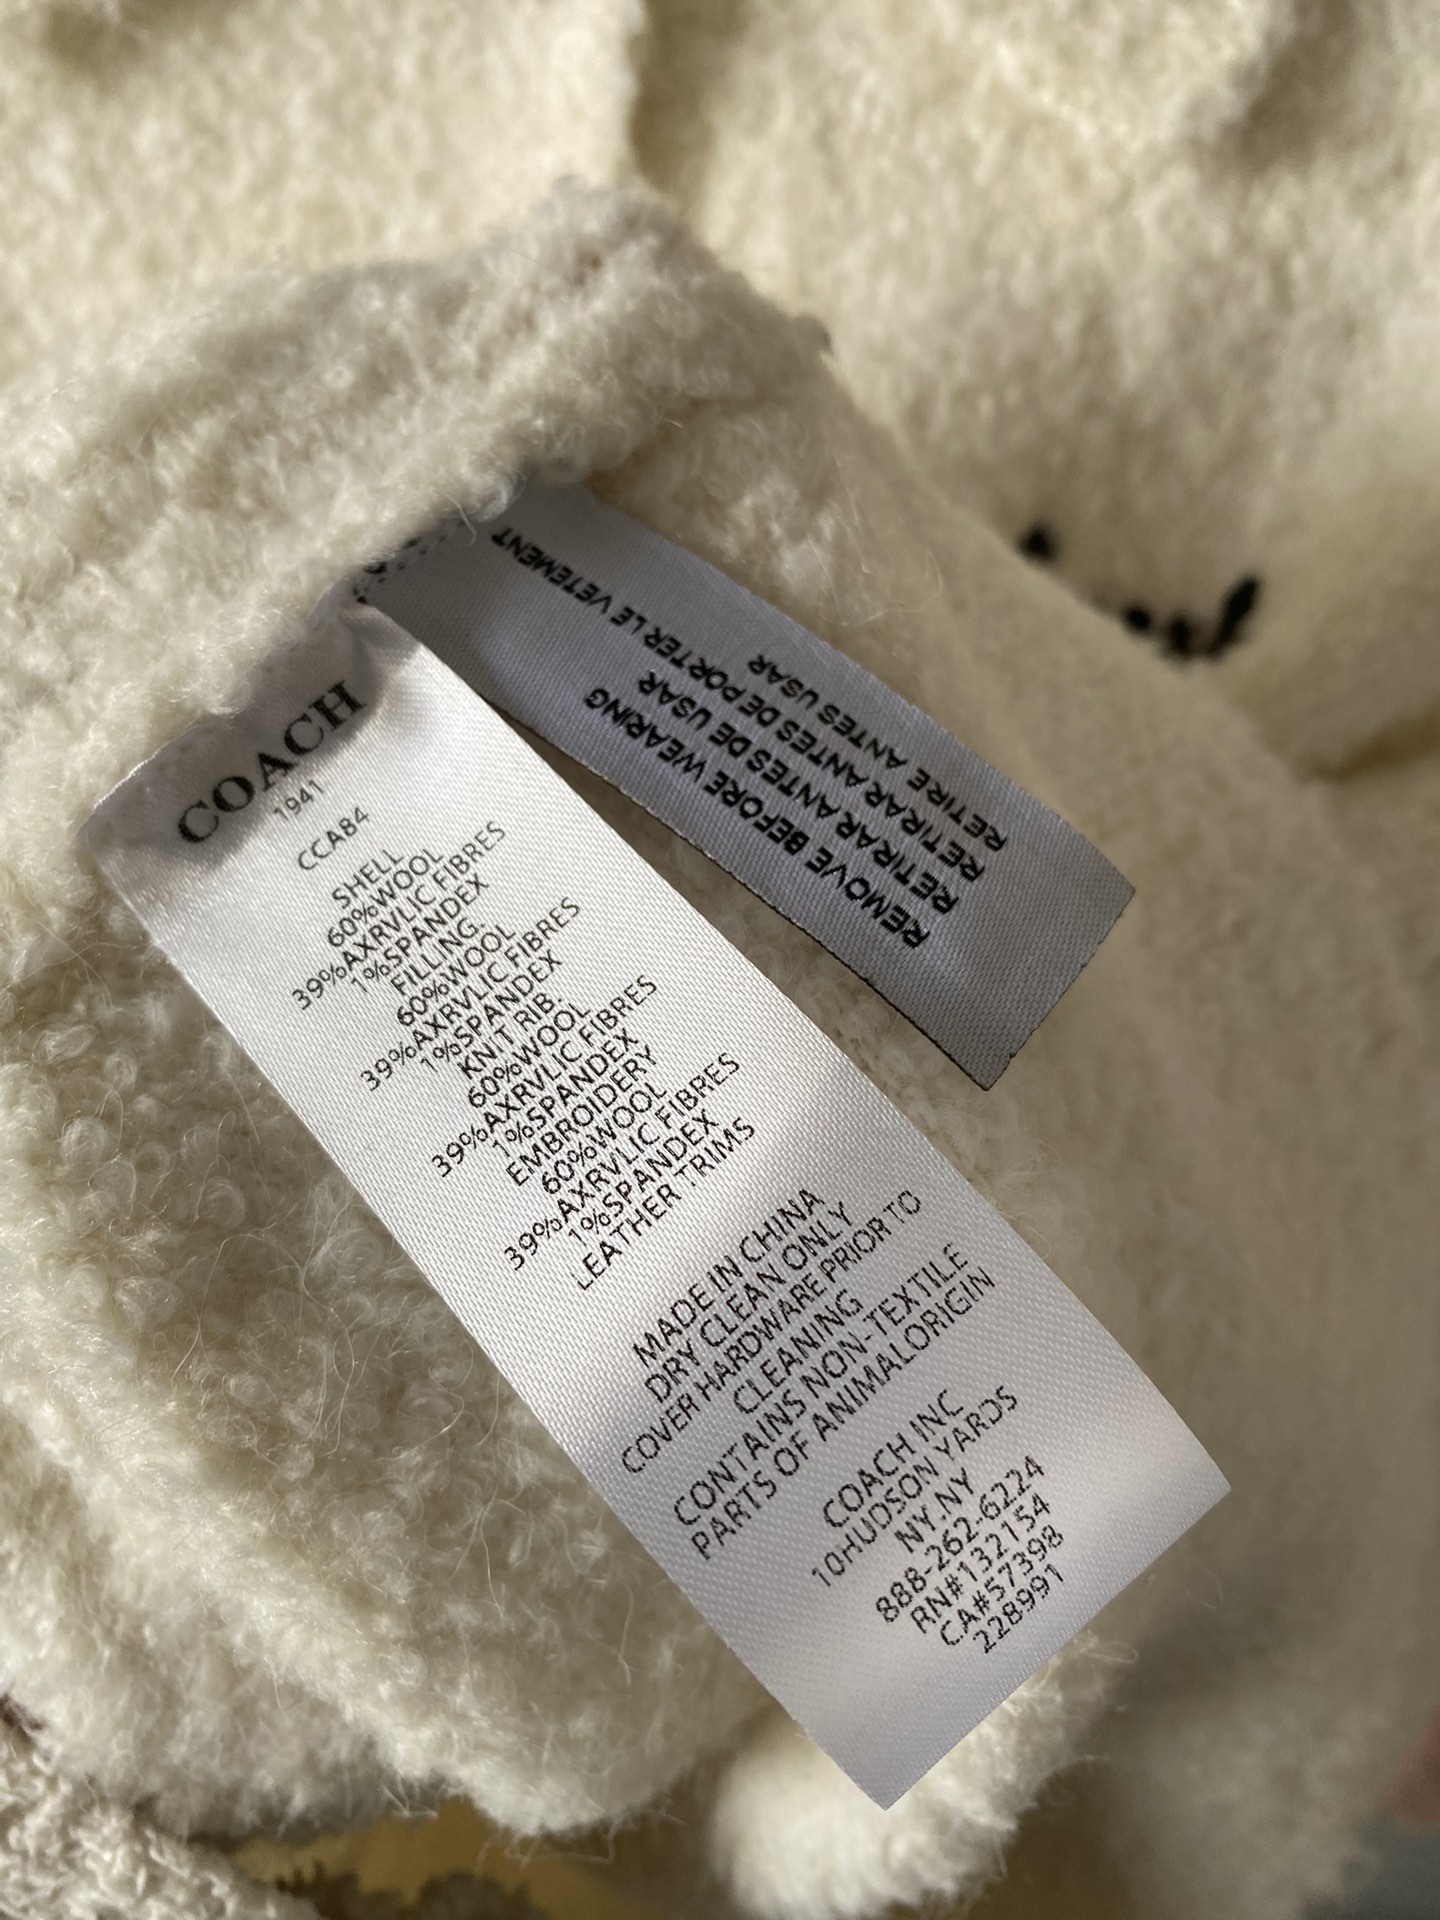 COACH
1941
CCA84
SHELL
60%WOOL
39%AXRVLIC FIBRES
1%SPANDEX
FILLING
60%WOOL
39%AXRVLIC FIBRES
1%SPANDEX
KNIT RIB.
60%WOOL
39%AXRVLIC FIBRES
1%SPANDEX
EMBROIDERY
60%WOOL
39%AXRVLIC FIBRES
1%SPANDEX
LEATHER TRIMS
MADE IN CHINA
DRY CLEAN ONLY
COVER HARDWARE PRIOR TO
CLEANING
CONTAINS NON-TEXTILE
PARTS OF ANIMALORIGIN
COACH INC
10HUDSON YARDS
NY.NY
888-262-6224
RN#132154
CA#57398
228991
REMOVE BEFORE WEARING
RETIRAR ANTES DE USAR
RETIRAR ANTES DE PORTER LE VETEMENT
RETIRE ANTES USAR